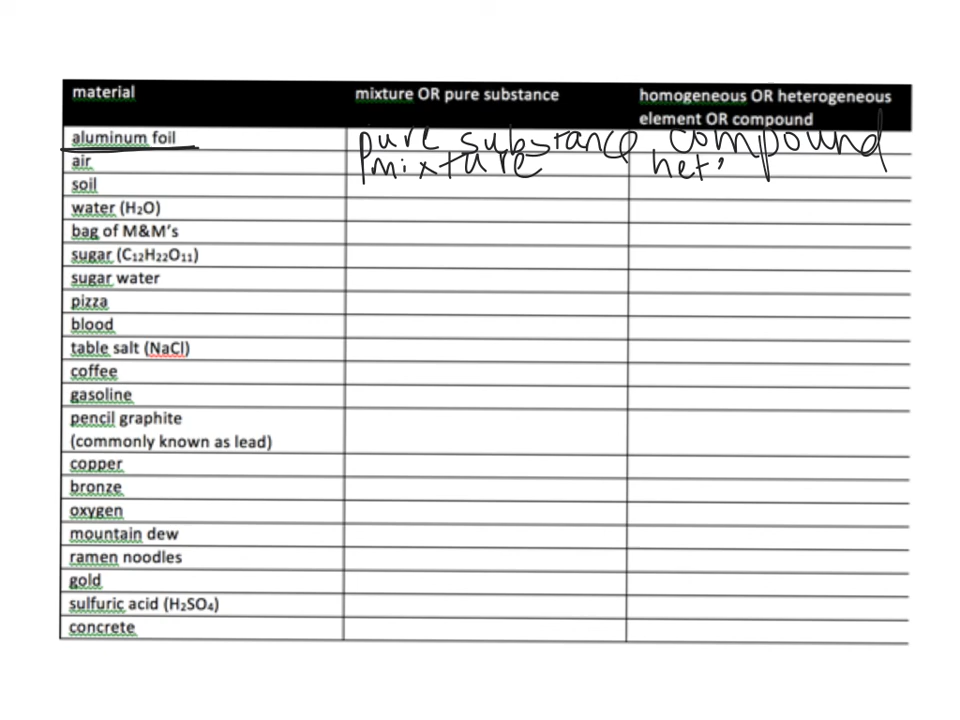 material mixture OR pure substance homogeneous OR heterogeneous
element OR compound
aluminum foil pure substance compound
air mixture het,
soil
water (H₂O)
bag of M&M's
sugar (C₁₂H₂₂O₁₁)
sugar water
pizza
blood
table salt (NaCl)
coffee
gasoline
pencil graphite
(commonly known as lead)
copper
bronze
oxygen
mountain dew
ramen noodles
gold
sulfuric acid (H₂SO₄)
concrete